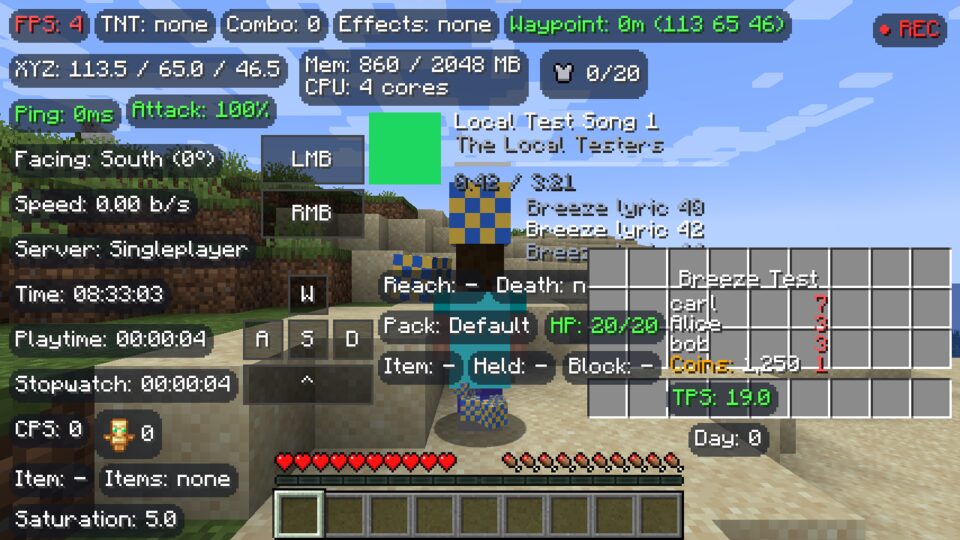 FPS: 4 TNT: none Combo: 0 Effects: none Waypoint: 0m (113 65 46) REC
XYZ: 113.5 / 65.0 / 46.5 Mem: 860 / 2048 MB
CPU: 4 cores
0/20
Ping: 0ms Attack: 100%
Local Test Song 1
The Local Testers
Facing: South (0°) LMB
0:42 / 3:21
Speed: 0.00 b/s RMB
Breeze lyric 40
Breeze lyric 42
Server: Singleplayer
Breeze lyric
Breeze Test
Time: 08:33:03 W Reach: - Death: n
carl 7
Alice 3
bob 3
Coins: 1,250 1
Playtime: 00:00:04 A S D Pack: Default HP: 20/20
Item: - Held: - Block: -
Stopwatch: 00:00:04 ^
TPS: 19.0
CPS: 0 0
Day: 0
Item: - Items: none
Saturation: 5.0